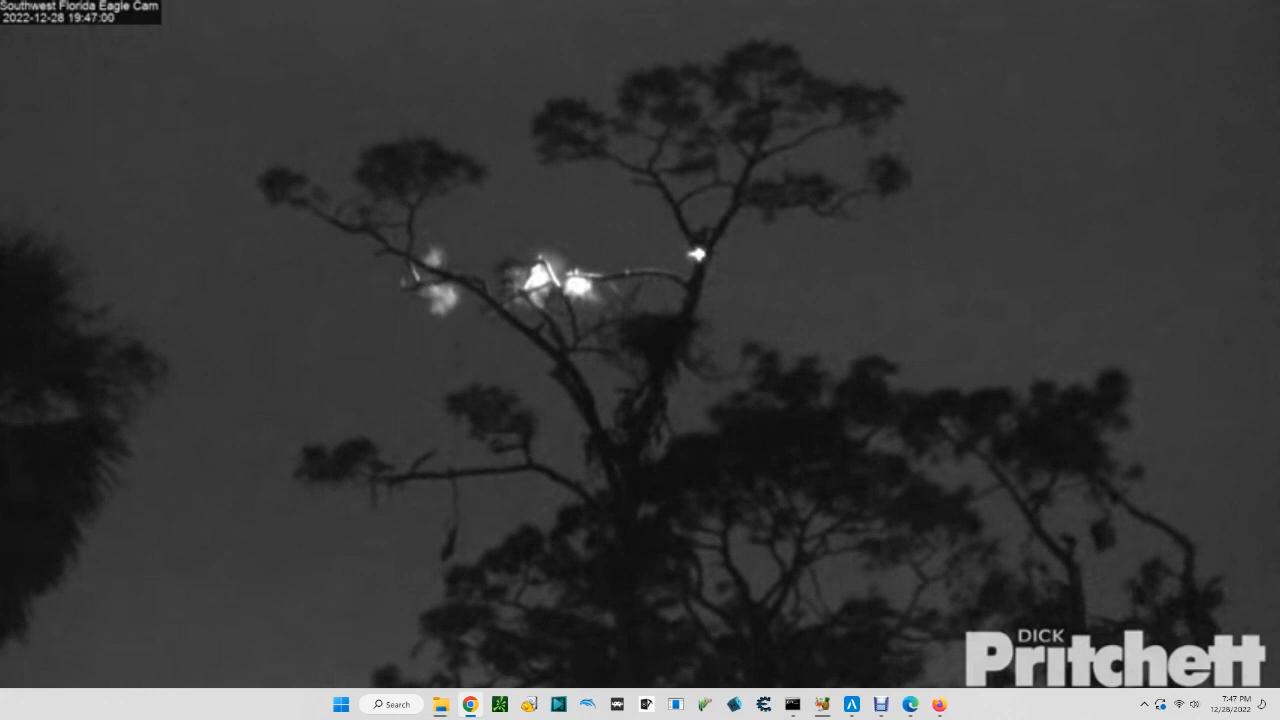 Southwest Florida Eagle Cam
2022-12-28 19:47:00
DICK
Pritchett
Search
7:47 PM
12/28/2022